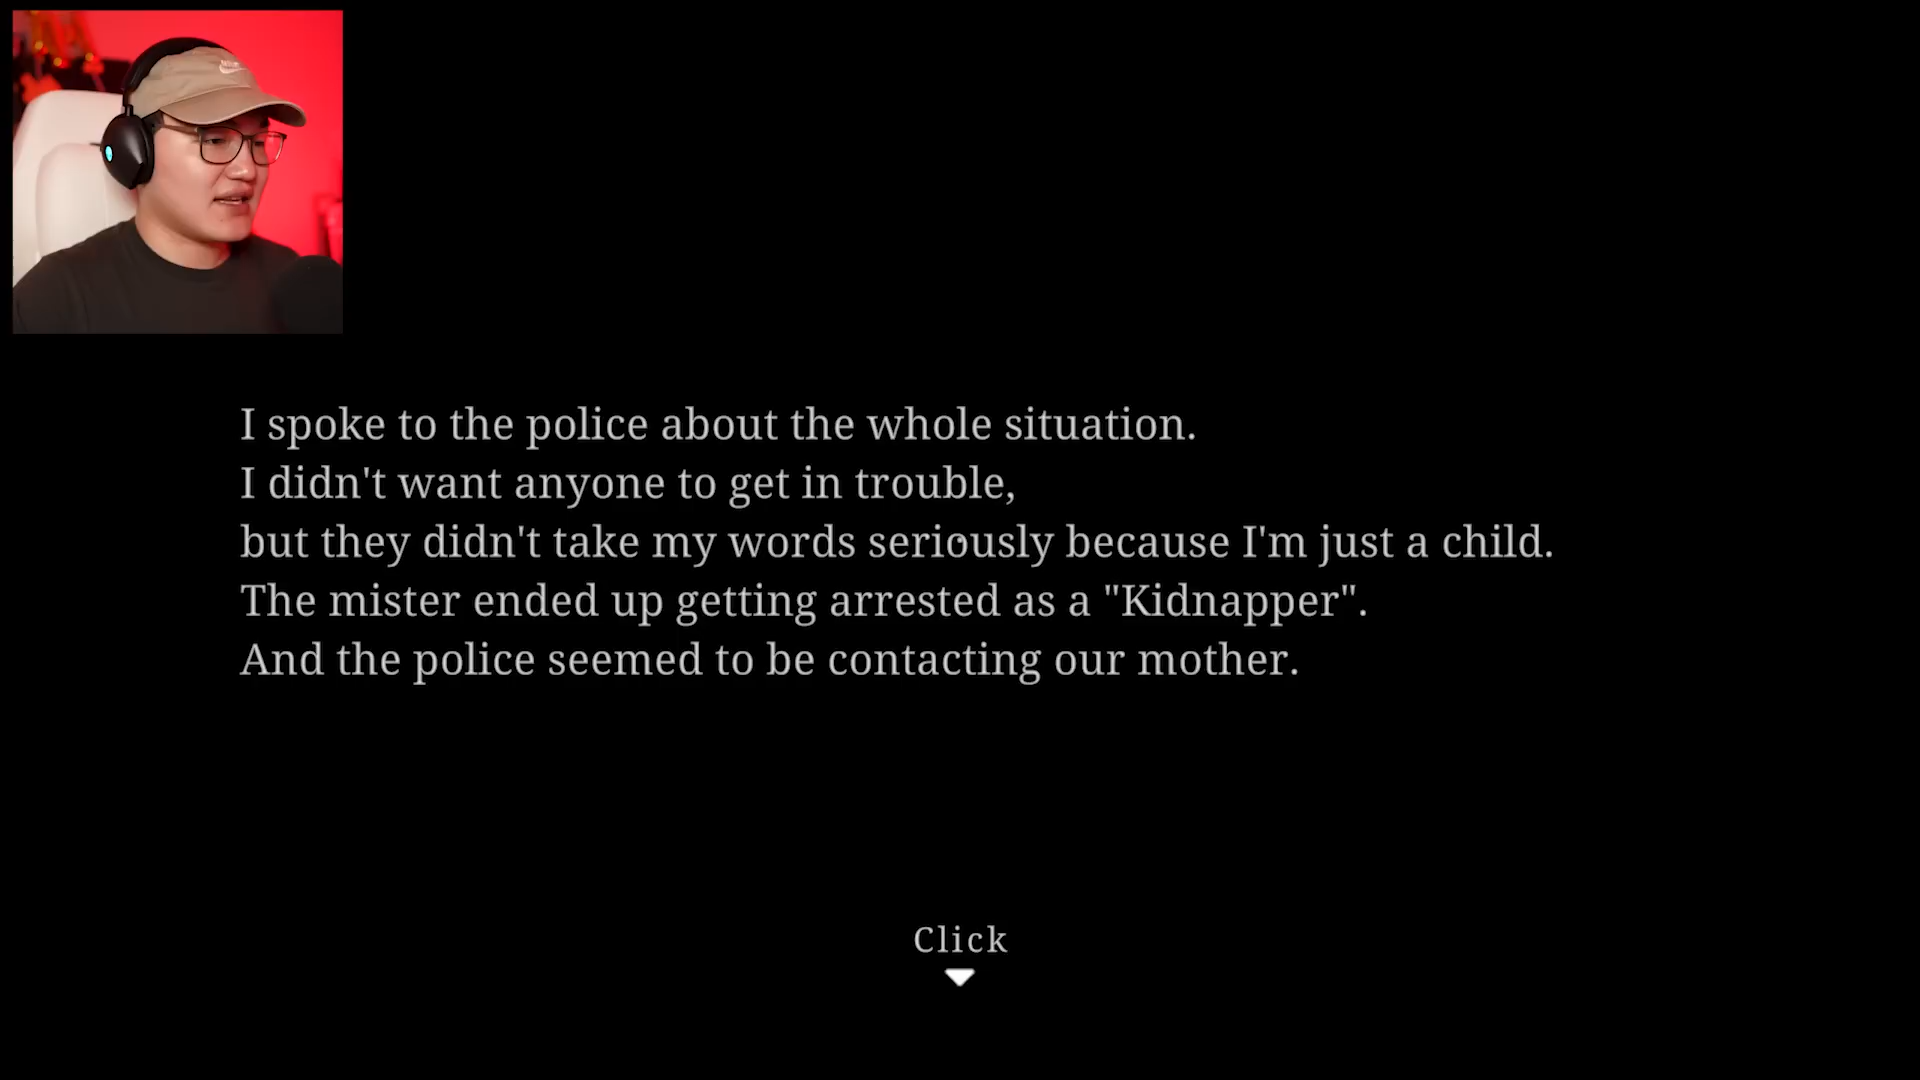 I spoke to the police about the whole situation.
I didn't want anyone to get in trouble,
but they didn't take my words seriously because I'm just a child.
The mister ended up getting arrested as a "Kidnapper".
And the police seemed to be contacting our mother.
Click